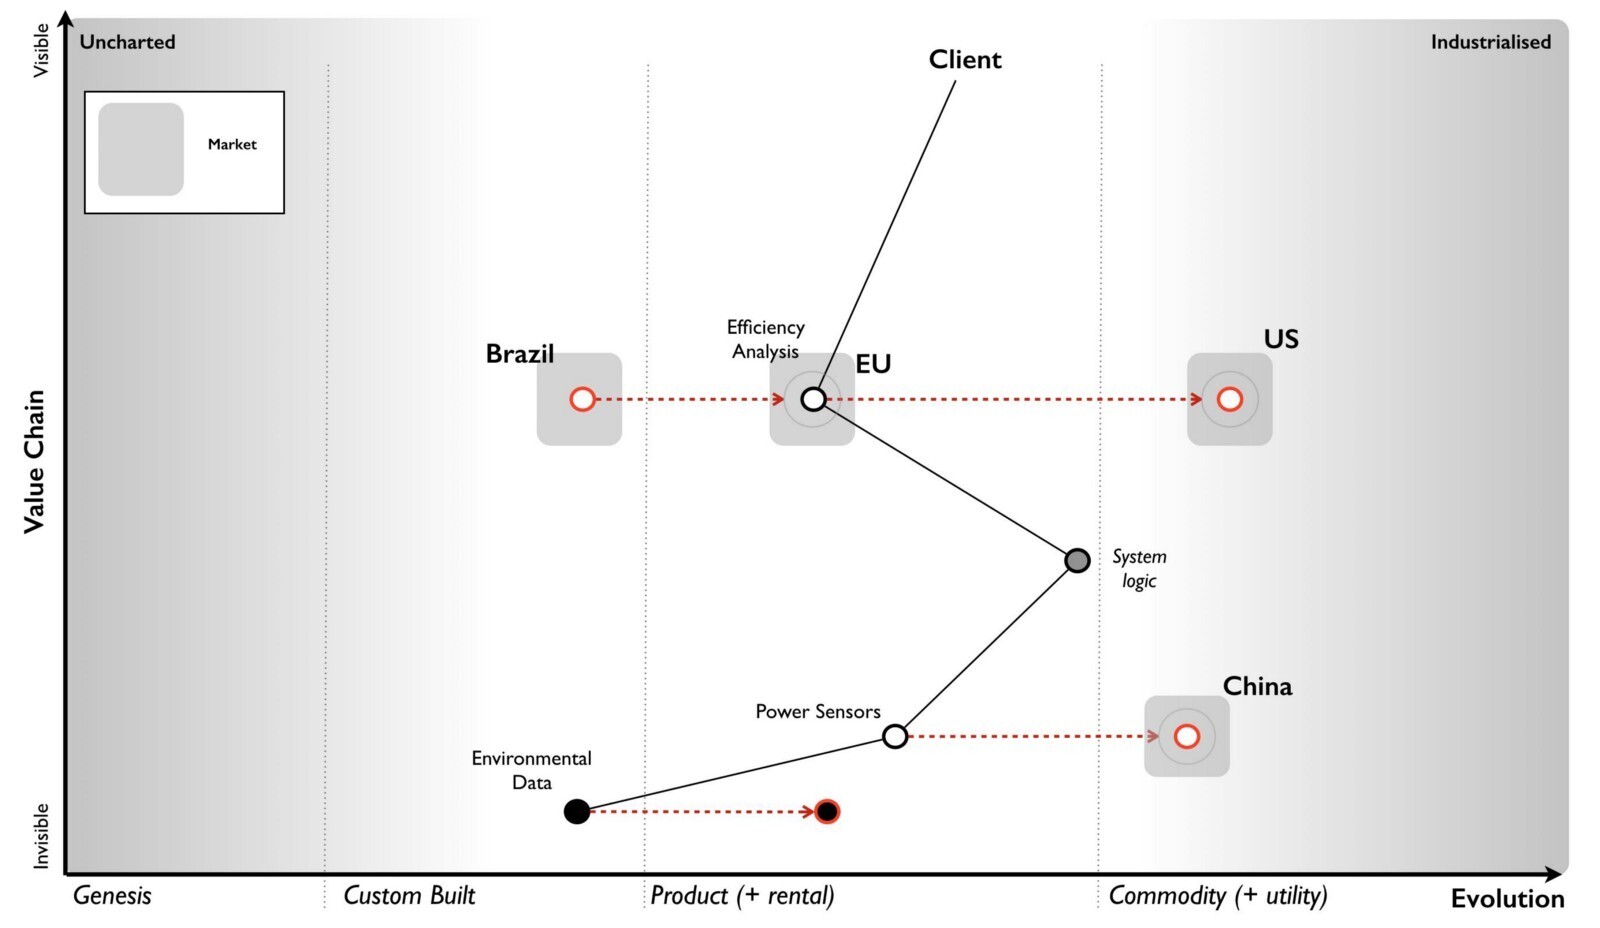 Visible
Uncharted
Industrialised
Client
Market
Efficiency
Analysis
Brazil
EU
US
Value Chain
System
logic
China
Power Sensors
Environmental
Data
Invisible
Genesis
Custom Built
Product (+ rental)
Commodity (+ utility)
Evolution